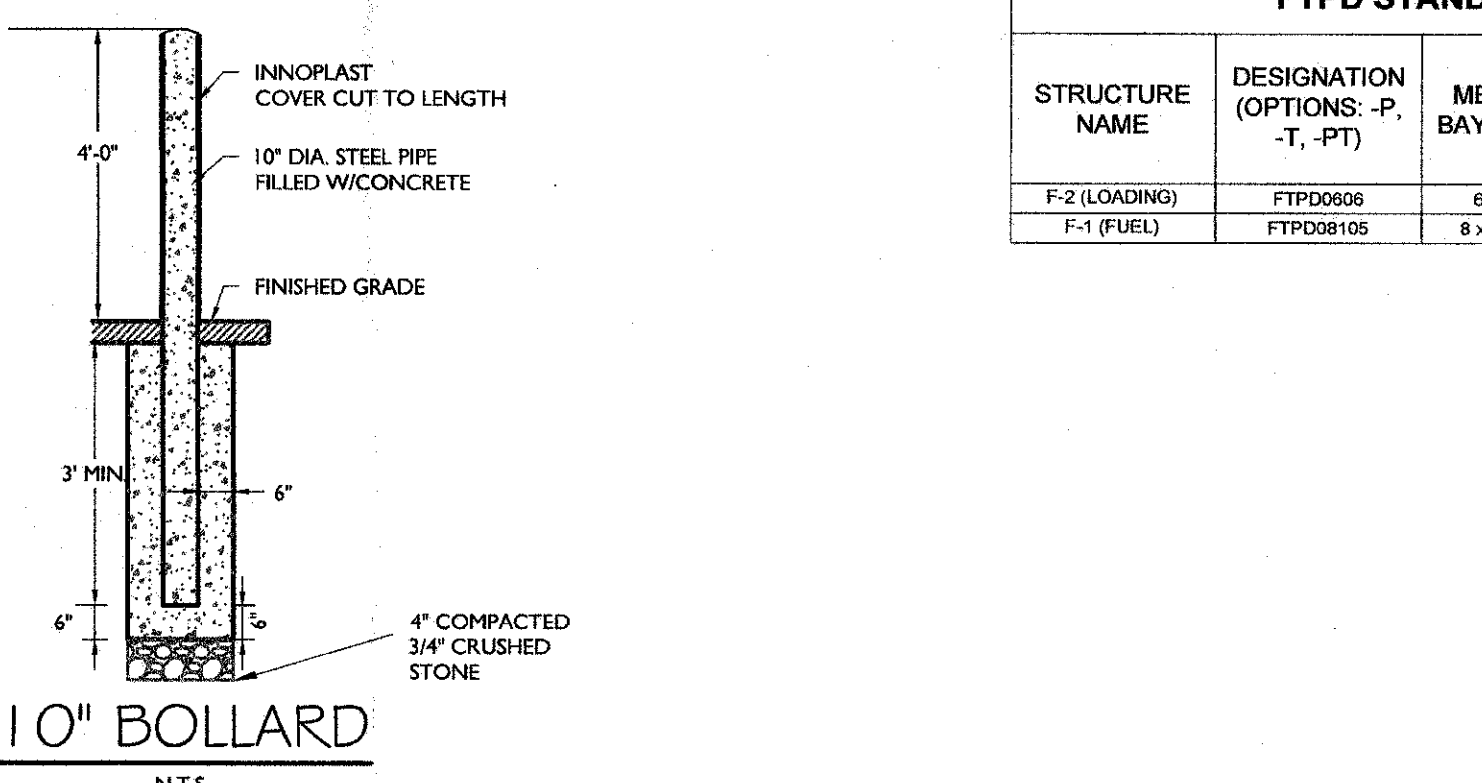 INNOPLAST
COVER CUT TO LENGTH
4'-0"
10" DIA. STEEL PIPE
FILLED W/CONCRETE
FINISHED GRADE
3' MIN.
6"
6"
6"
4" COMPACTED
3/4" CRUSHED
STONE
10" BOLLARD
N.T.S.
STRUCTURE
NAME
DESIGNATION
(OPTIONS: -P,
-T, -PT)
F-2 (LOADING)
FTPD0606
6
F-1 (FUEL)
FTPD08105
8 x